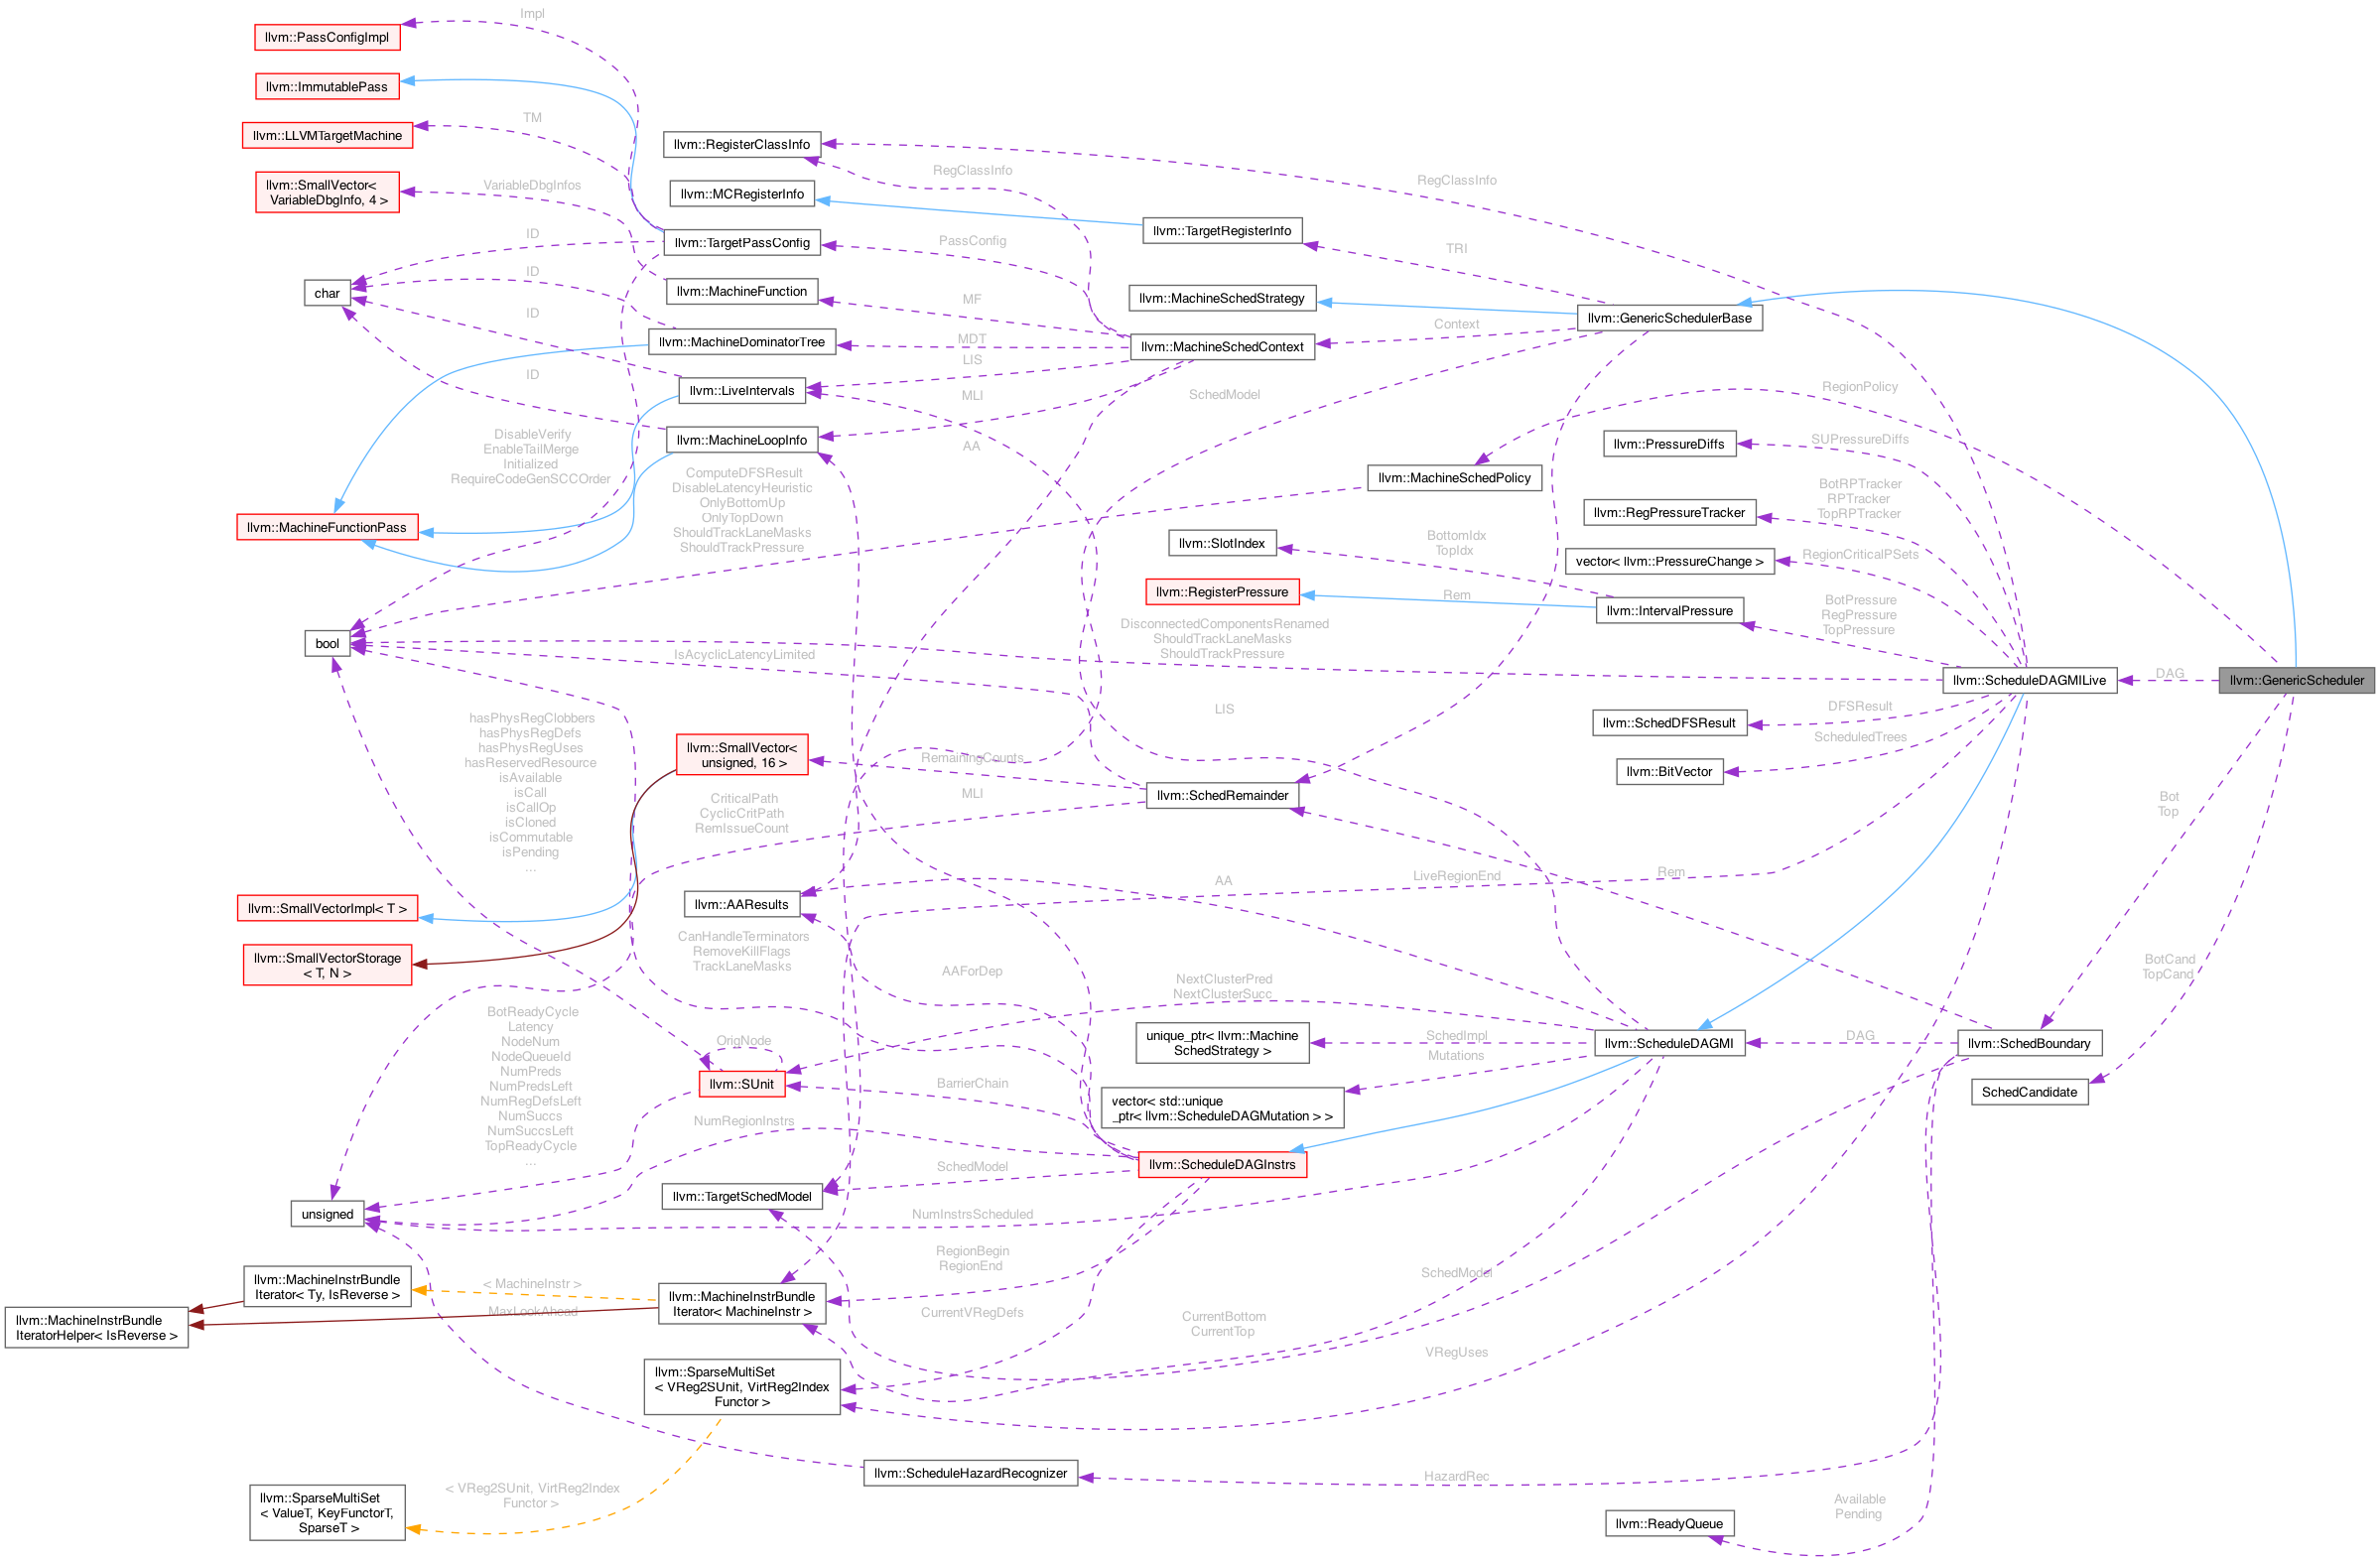 Impl
llvm::PassConfigImpl
llvm::ImmutablePass
TM
llvm::LLVMTargetMachine
llvm::SmallVector<
VariableDbgInfo, 4 >
VariableDbgInfos
ID
ID
char
ID
ID
DisableVerify
EnableTailMerge
Initialized
RequireCodeGenSCCOrder
llvm::MachineFunctionPass
bool
hasPhysRegClobbers
hasPhysRegDefs
hasPhysRegUses
hasReservedResource
isAvailable
isCall
isCallOp
isCloned
isCommutable
isPending
...
llvm::SmallVectorImpl< T >
llvm::SmallVectorStorage
< T, N >
BotReadyCycle
Latency
NodeNum
NodeQueueId
NumPreds
NumPredsLeft
NumRegDefsLeft
NumSuccs
NumSuccsLeft
TopReadyCycle
...
unsigned
llvm::MachineInstrBundle
Iterator< Ty, IsReverse >
< MachineInstr >
llvm::MachineInstrBundle
IteratorHelper< IsReverse >
MaxLookAhead
< VReg2SUnit, VirtReg2Index
Functor >
llvm::SparseMultiSet
< ValueT, KeyFunctorT,
SparseT >
llvm::RegisterClassInfo
llvm::MCRegisterInfo
llvm::TargetPassConfig
llvm::MachineFunction
llvm::MachineDominatorTree
llvm::LiveIntervals
llvm::MachineLoopInfo
ComputeDFSResult
DisableLatencyHeuristic
OnlyBottomUp
OnlyTopDown
ShouldTrackLaneMasks
ShouldTrackPressure
IsAcyclicLatencyLimited
llvm::SmallVector<
unsigned, 16 >
CriticalPath
CyclicCritPath
RemIssueCount
llvm::AAResults
CanHandleTerminators
RemoveKillFlags
TrackLaneMasks
OrigNode
llvm::SUnit
NumRegionInstrs
llvm::TargetSchedModel
llvm::MachineInstrBundle
Iterator< MachineInstr >
llvm::SparseMultiSet
< VReg2SUnit, VirtReg2Index
Functor >
llvm::ScheduleHazardRecognizer
RegClassInfo
PassConfig
MF
MDT
LIS
MLI
AA
RemainingCounts
MLI
AAForDep
BarrierChain
SchedModel
NumInstrsScheduled
RegionBegin
RegionEnd
CurrentVRegDefs
llvm::TargetRegisterInfo
llvm::MachineSchedStrategy
llvm::MachineSchedContext
SchedModel
llvm::SlotIndex
llvm::RegisterPressure
DisconnectedComponentsRenamed
ShouldTrackLaneMasks
ShouldTrackPressure
LIS
llvm::SchedRemainder
AA
NextClusterPred
NextClusterSucc
unique_ptr< llvm::Machine
SchedStrategy >
vector< std::unique
_ptr< llvm::ScheduleDAGMutation > >
llvm::ScheduleDAGInstrs
CurrentBottom
CurrentTop
RegClassInfo
TRI
Context
llvm::MachineSchedPolicy
BottomIdx
TopIdx
Rem
LiveRegionEnd
SchedImpl
Mutations
SchedModel
VRegUses
HazardRec
llvm::GenericSchedulerBase
llvm::PressureDiffs
llvm::RegPressureTracker
vector< llvm::PressureChange >
llvm::IntervalPressure
llvm::SchedDFSResult
llvm::BitVector
Rem
llvm::ScheduleDAGMI
llvm::ReadyQueue
RegionPolicy
SUPressureDiffs
BotRPTracker
RPTracker
TopRPTracker
RegionCriticalPSets
BotPressure
RegPressure
TopPressure
DFSResult
ScheduledTrees
DAG
Available
Pending
llvm::ScheduleDAGMILive
llvm::SchedBoundary
SchedCandidate
DAG
Bot
Top
BotCand
TopCand
llvm::GenericScheduler